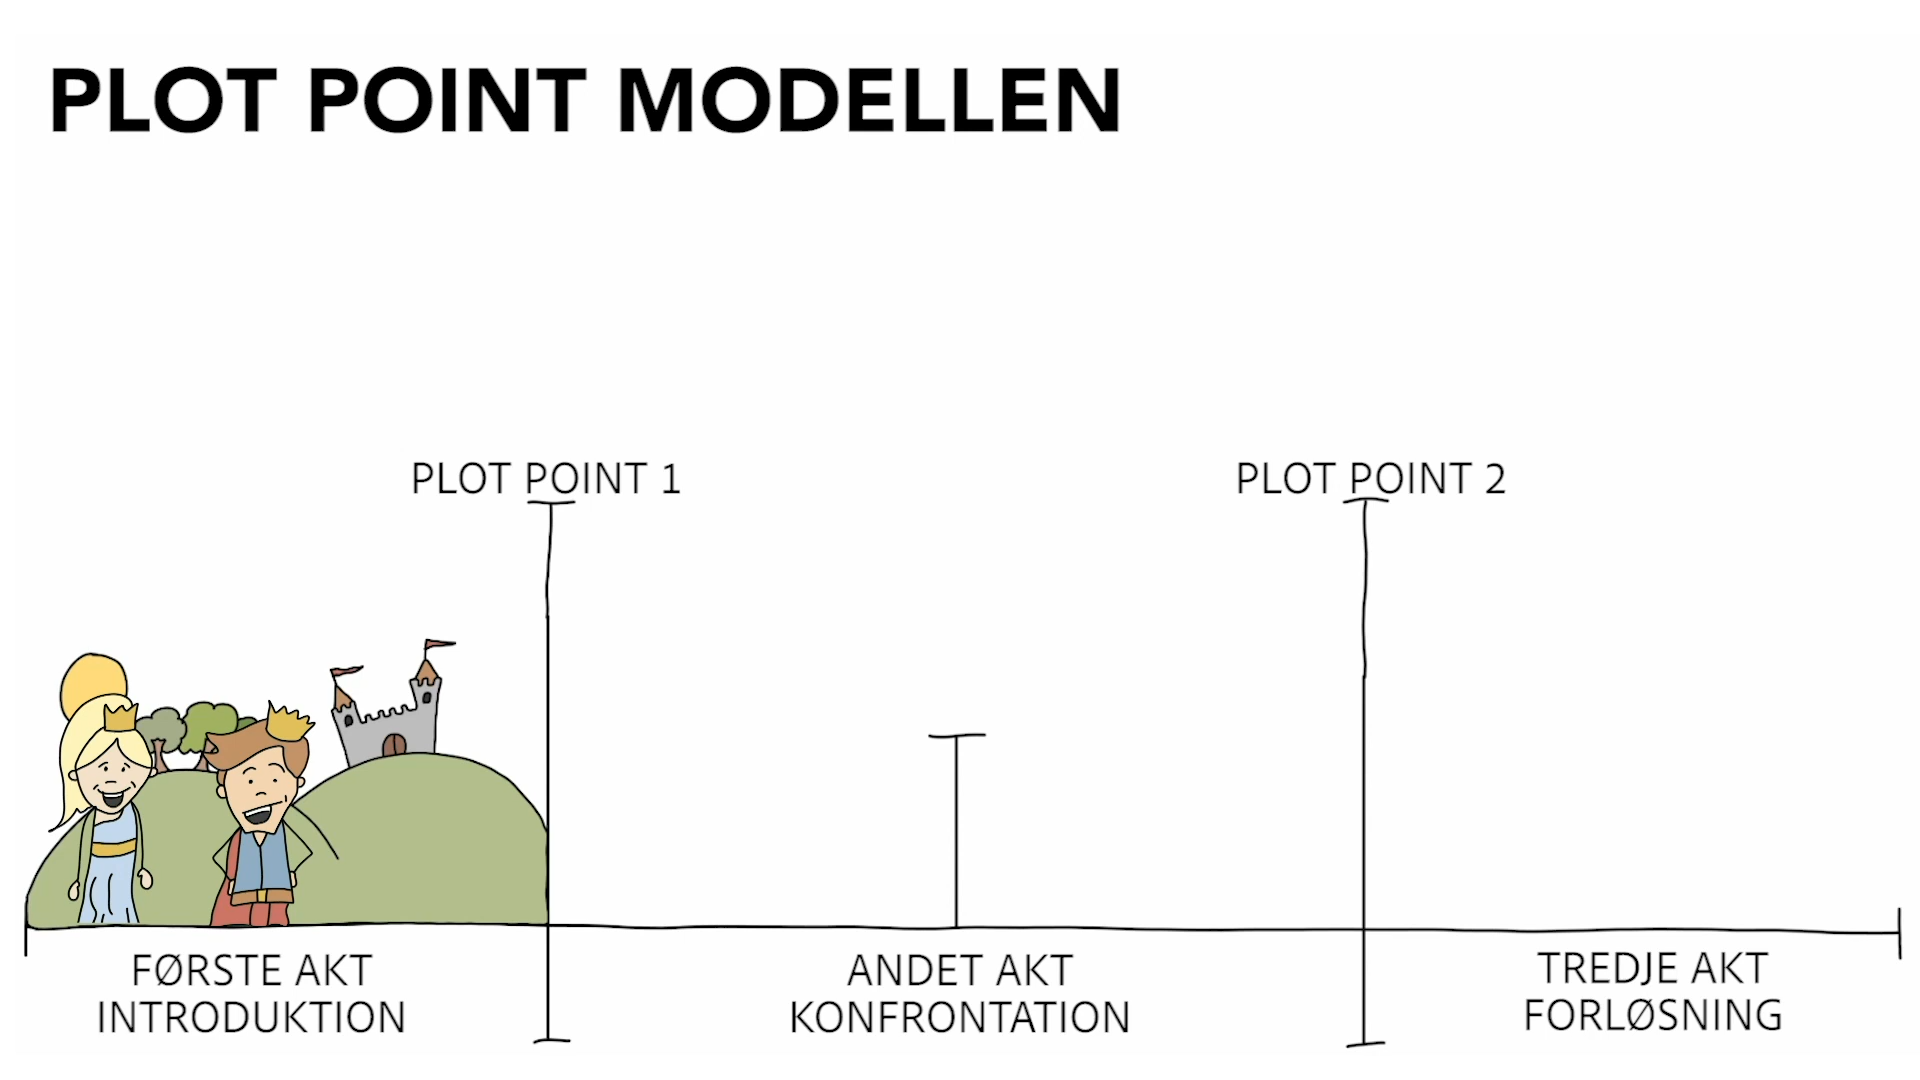 PLOT POINT MODELLEN
PLOT POINT 1
PLOT POINT 2
FØRSTE AKT
INTRODUKTION
ANDET AKT
KONFRONTATION
TREDJE AKT
FORLØSNING